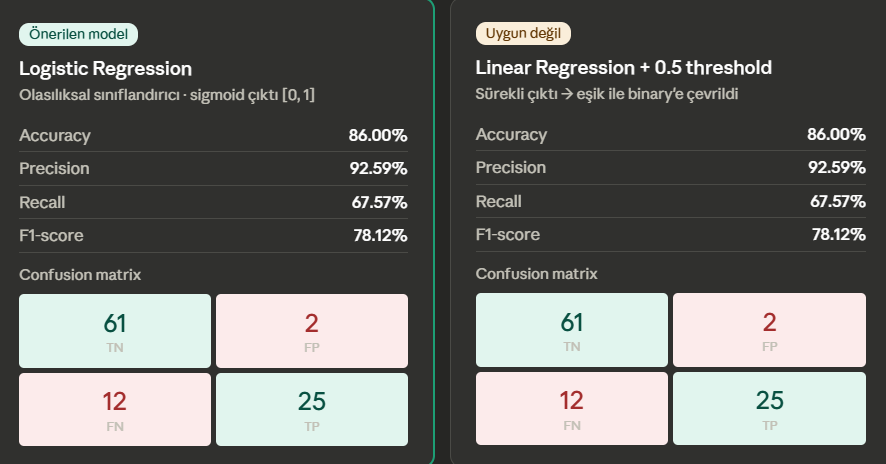 Önerilen model
Logistic Regression
Olasılıksal sınıflandırıcı · sigmoid çıktı [0, 1]
Accuracy 86.00%
Precision 92.59%
Recall 67.57%
F1-score 78.12%
Confusion matrix
61 2
TN FP
12 25
FN TP
Uygun değil
Linear Regression + 0.5 threshold
Sürekli çıktı → eşik ile binary'e çevrildi
Accuracy 86.00%
Precision 92.59%
Recall 67.57%
F1-score 78.12%
Confusion matrix
61 2
TN FP
12 25
FN TP